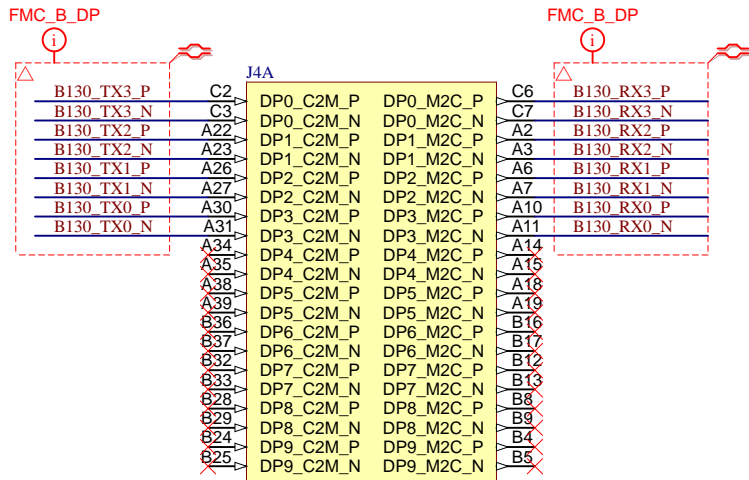 FMC_B_DP FMC_B_DP
i i
J4A
B130_TX3_P C2 DP0_C2M_P DP0_M2C_P C6 B130_RX3_P
B130_TX3_N C3 DP0_C2M_N DP0_M2C_N C7 B130_RX3_N
B130_TX2_P A22 DP1_C2M_P DP1_M2C_P A2 B130_RX2_P
B130_TX2_N A23 DP1_C2M_N DP1_M2C_N A3 B130_RX2_N
B130_TX1_P A26 DP2_C2M_P DP2_M2C_P A6 B130_RX1_P
B130_TX1_N A27 DP2_C2M_N DP2_M2C_N A7 B130_RX1_N
B130_TX0_P A30 DP3_C2M_P DP3_M2C_P A10 B130_RX0_P
B130_TX0_N A31 DP3_C2M_N DP3_M2C_N A11 B130_RX0_N
A34 DP4_C2M_P DP4_M2C_P A14
A35 DP4_C2M_N DP4_M2C_N A15
A38 DP5_C2M_P DP5_M2C_P A18
A39 DP5_C2M_N DP5_M2C_N A19
B36 DP6_C2M_P DP6_M2C_P B16
B37 DP6_C2M_N DP6_M2C_N B17
B32 DP7_C2M_P DP7_M2C_P B12
B33 DP7_C2M_N DP7_M2C_N B13
B28 DP8_C2M_P DP8_M2C_P B8
B29 DP8_C2M_N DP8_M2C_N B9
B24 DP9_C2M_P DP9_M2C_P B4
B25 DP9_C2M_N DP9_M2C_N B5